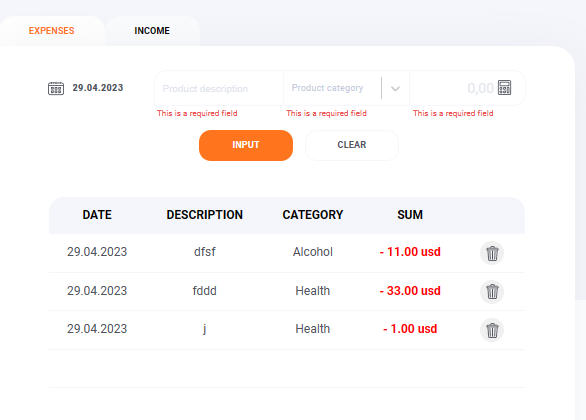 EXPENSES INCOME
29.04.2023 Product description Product category 0,00
This is a required field This is a required field This is a required field
INPUT CLEAR
DATE DESCRIPTION CATEGORY SUM
29.04.2023 dfsf Alcohol - 11.00 usd
29.04.2023 fddd Health - 33.00 usd
29.04.2023 j Health - 1.00 usd